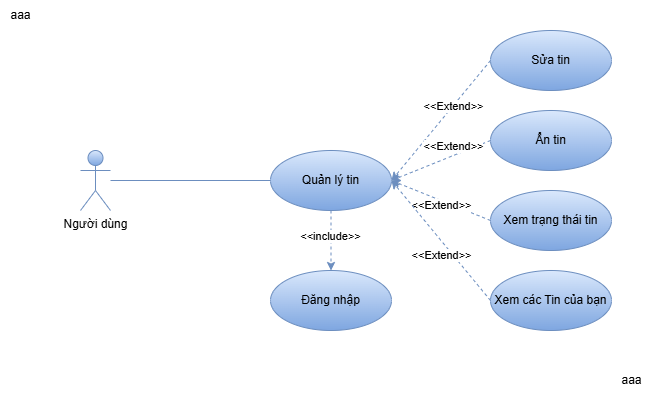 aaa
Sửa tin
<<Extend>>
Ẩn tin
<<Extend>>
Quản lý tin
Người dùng
<<Extend>>
Xem trạng thái tin
<<include>>
<<Extend>>
Đăng nhập
Xem các Tin của bạn
aaa